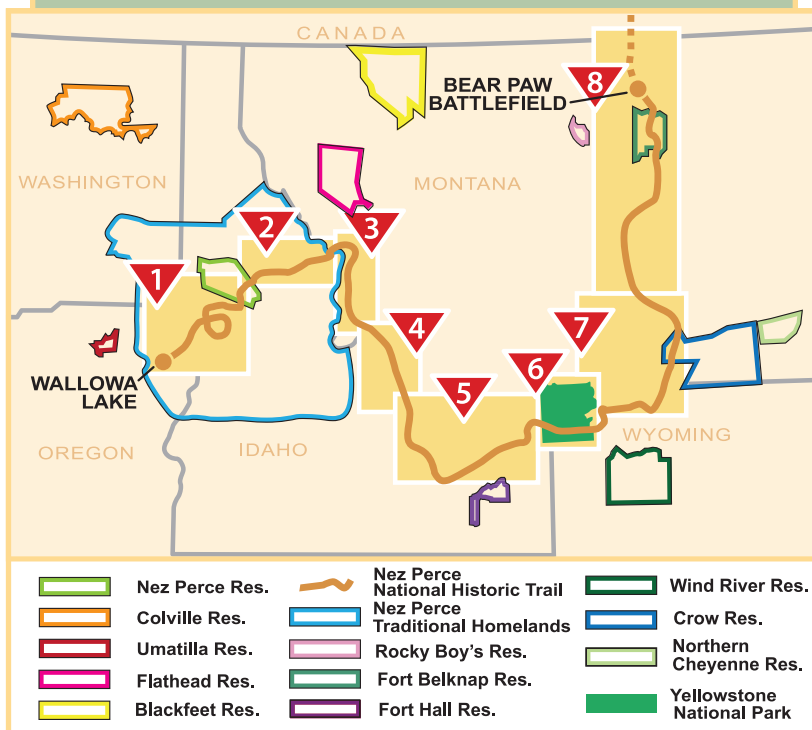 CANADA
8
BEAR PAW
BATTLEFIELD
WASHINGTON
MONTANA
2
3
1
4
7
6
5
WALLOWA
LAKE
OREGON
IDAHO
WYOMING
Nez Perce Res.
Colville Res.
Umatilla Res.
Flathead Res.
Blackfeet Res.
Nez Perce
National Historic Trail
Nez Perce
Traditional Homelands
Rocky Boy's Res.
Fort Belknap Res.
Fort Hall Res.
Wind River Res.
Crow Res.
Northern
Cheyenne Res.
Yellowstone
National Park